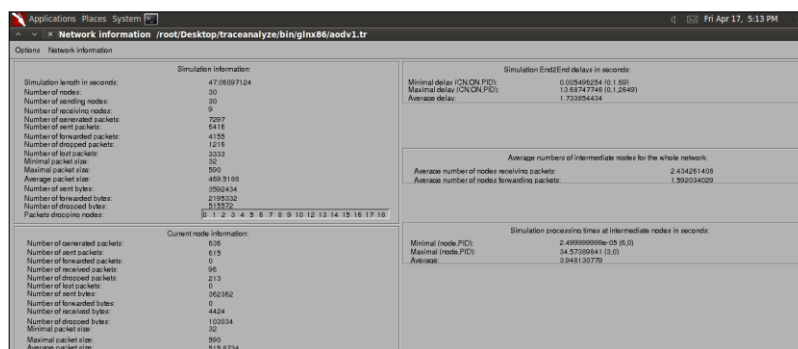 Applications Places System
Fri Apr 17, 5:13 PM
Network information /root/Desktop/traceanalyze/bin/glnx86/aodv1.tr
Options Network information
Simulation information:
Simulation length in seconds: 47.06097124
Number of nodes: 30
Number of sending nodes: 30
Number of receiving nodes: 9
Number of generated packets: 7297
Number of sent packets: 6416
Number of forwarded packets: 4155
Number of dropped packets: 1216
Number of lost packets: 3333
Minimal packet size: 32
Maximal packet size: 590
Average packet size: 469.5168
Number of sent bytes: 3592434
Number of forwarded bytes: 2195332
Number of dropped bytes: 515572
Packets dropping nodes: 0 1 2 3 4 5 6 7 8 9 10 12 13 14 15 16 17 18
Current node information:
Number of generated packets: 636
Number of sent packets: 615
Number of forwarded packets: 0
Number of received packets: 96
Number of dropped packets: 213
Number of lost packets: 0
Number of sent bytes: 362362
Number of forwarded bytes: 0
Number of received bytes: 4424
Number of dropped bytes: 103634
Minimal packet size: 32
Maximal packet size: 590
Average packet size: 515.8234
Simulation End2End delays in seconds:
Minimal delay (CN,ON,PID): 0.005496254 (0,1,69)
Maximal delay (CN,ON,PID): 13.68747746 (0,1,2649)
Average delay: 1.733854434
Average numbers of intermediate nodes for the whole network:
Average number of nodes receiving packets: 2.434261408
Average number of nodes forwarding packets: 1.592034029
Simulation processing times at intermediate nodes in seconds:
Minimal (node,PID): 2.499999999e-05 (6,0)
Maximal (node,PID): 34.57389841 (3,0)
Average: 3.948130779